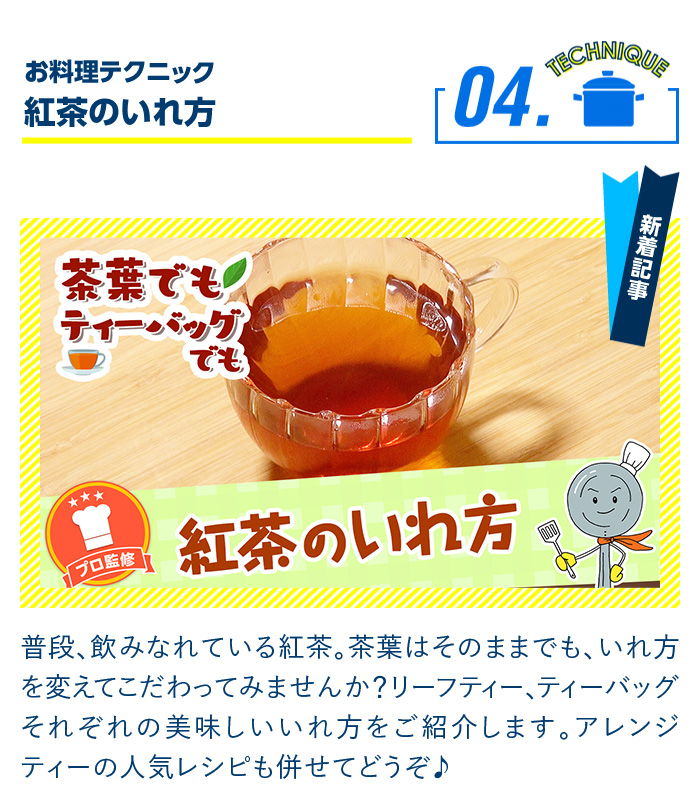 お料理テクニック
紅茶のいれ方
04.
TECHNIQUE
新着記事
茶葉でも
ティーバッグ
でも
プロ監修
紅茶のいれ方
普段、飲みなれている紅茶。茶葉はそのままでも、いれ方
を変えてこだわってみませんか？リーフティー、ティーバッグ
それぞれの美味しいいれ方をご紹介します。アレンジ
ティーの人気レシピも併せてどうぞ♪